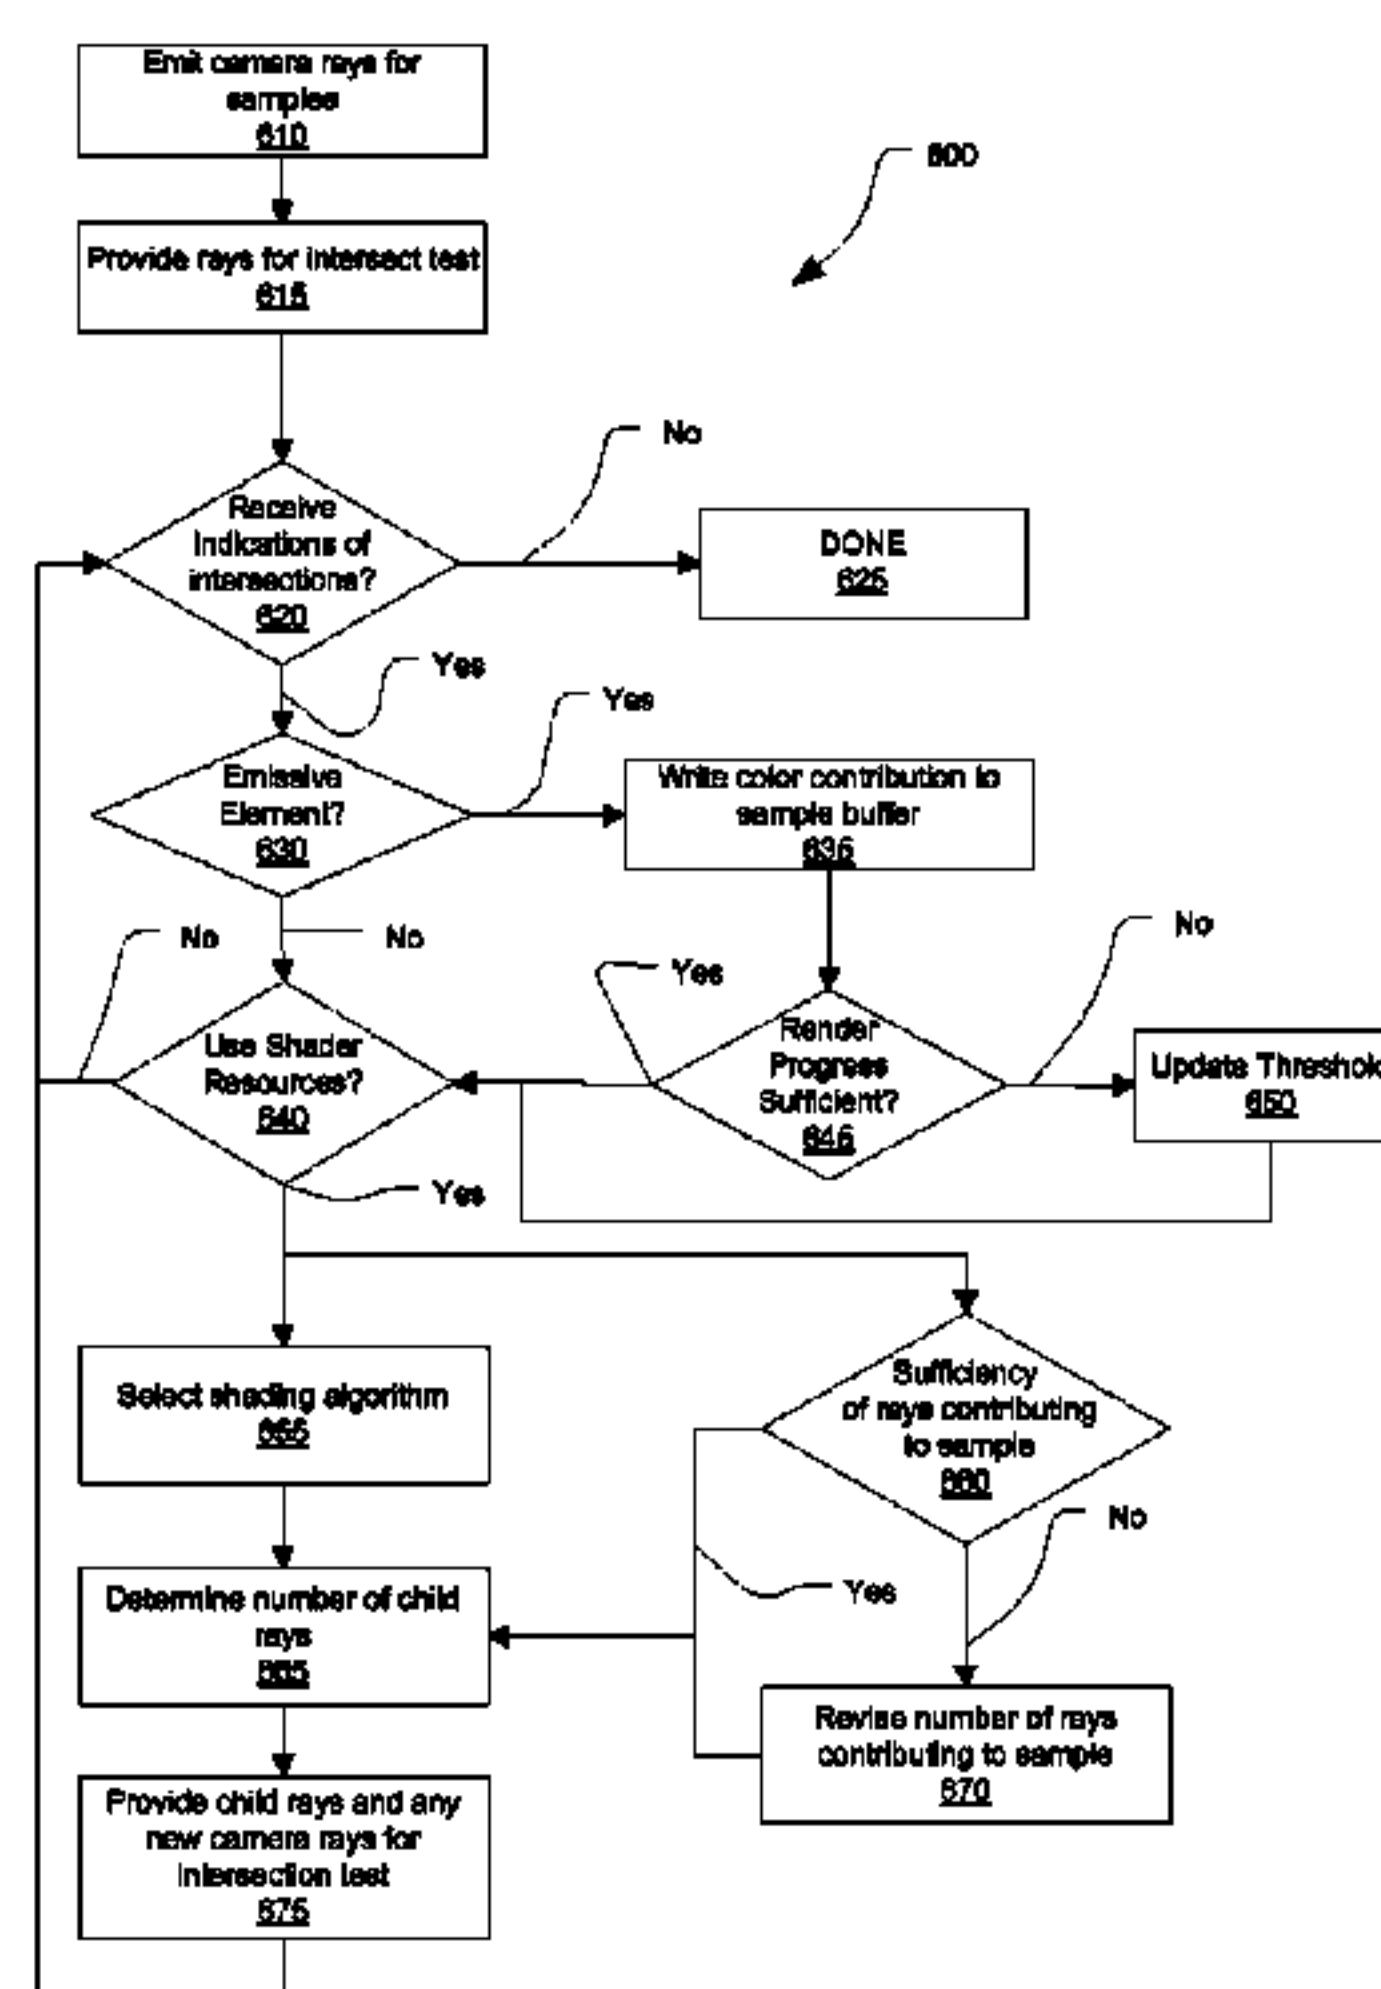 Emit camera rays for
samples
610
600
Provide rays for intersect test
615
No
Receive
indications of
intersections?
620
DONE
625
Yes
Yes
Emissive
Element?
630
Write color contribution to
sample buffer
635
No
No
Yes
No
Use Shader
Resources?
640
Render
Progress
Sufficient?
645
Update Threshold
650
Yes
Select shading algorithm
655
Sufficiency
of rays contributing
to sample
660
No
Yes
Determine number of child
rays
665
Revise number of rays
contributing to sample
670
Provide child rays and any
new camera rays for
intersection test
675